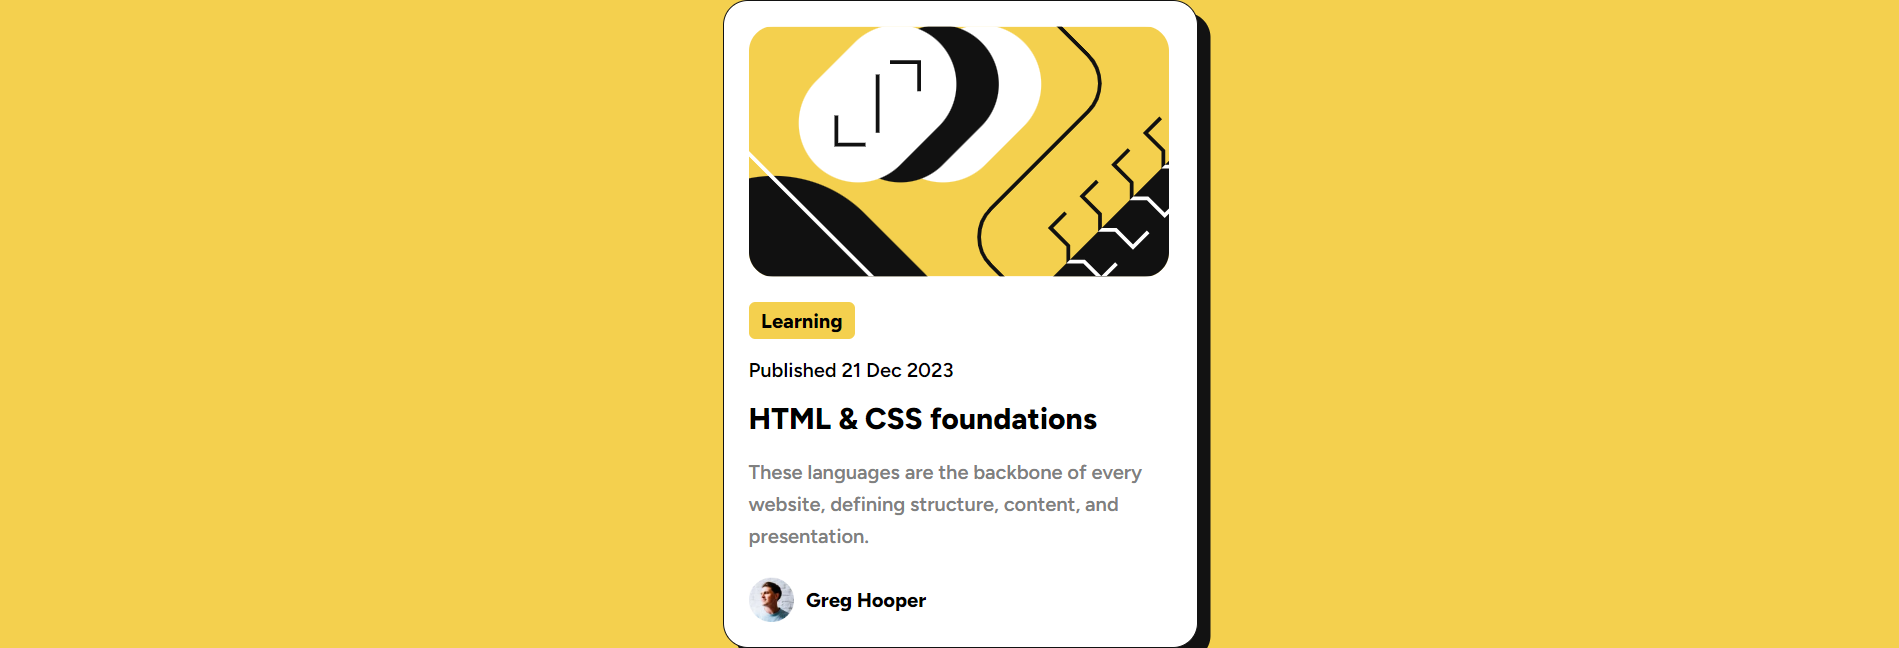 Learning
Published 21 Dec 2023
HTML & CSS foundations
These languages are the backbone of every
website, defining structure, content, and
presentation.
Greg Hooper